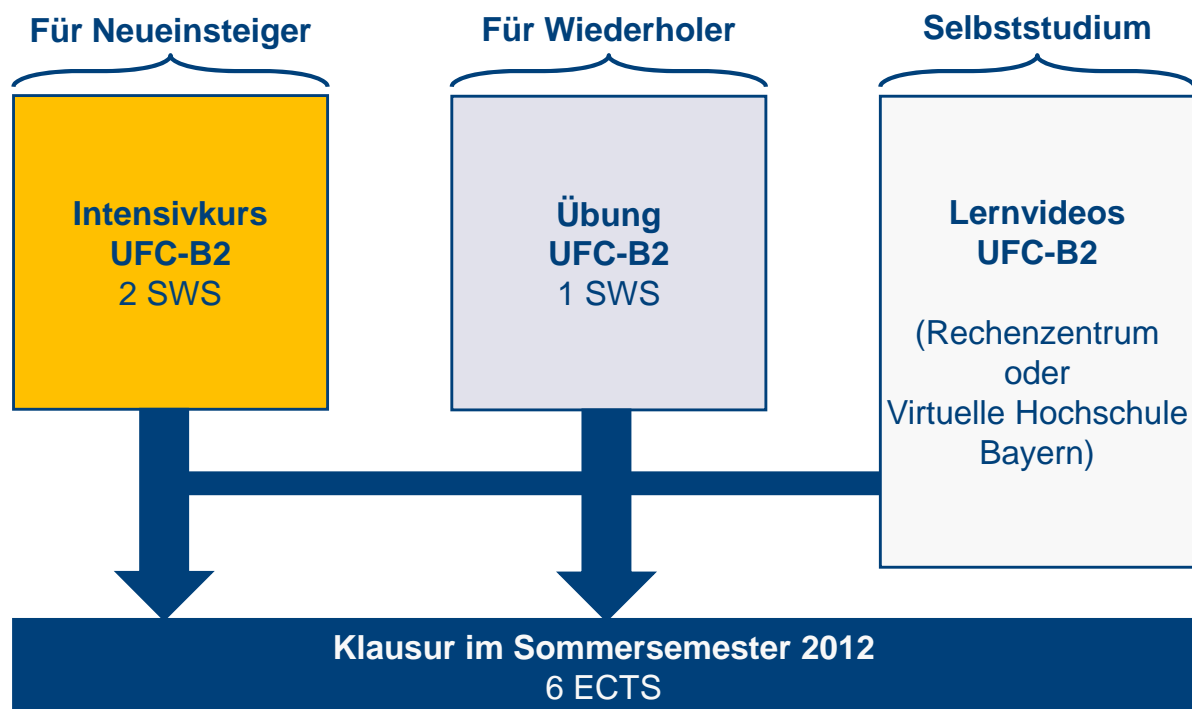 Für Neueinsteiger
Intensivkurs
UFC-B2
2 SWS
Für Wiederholer
Übung
UFC-B2
1 SWS
Selbststudium
Lernvideos
UFC-B2
(Rechenzentrum
oder
Virtuelle Hochschule
Bayern)
Klausur im Sommersemester 2012
6 ECTS